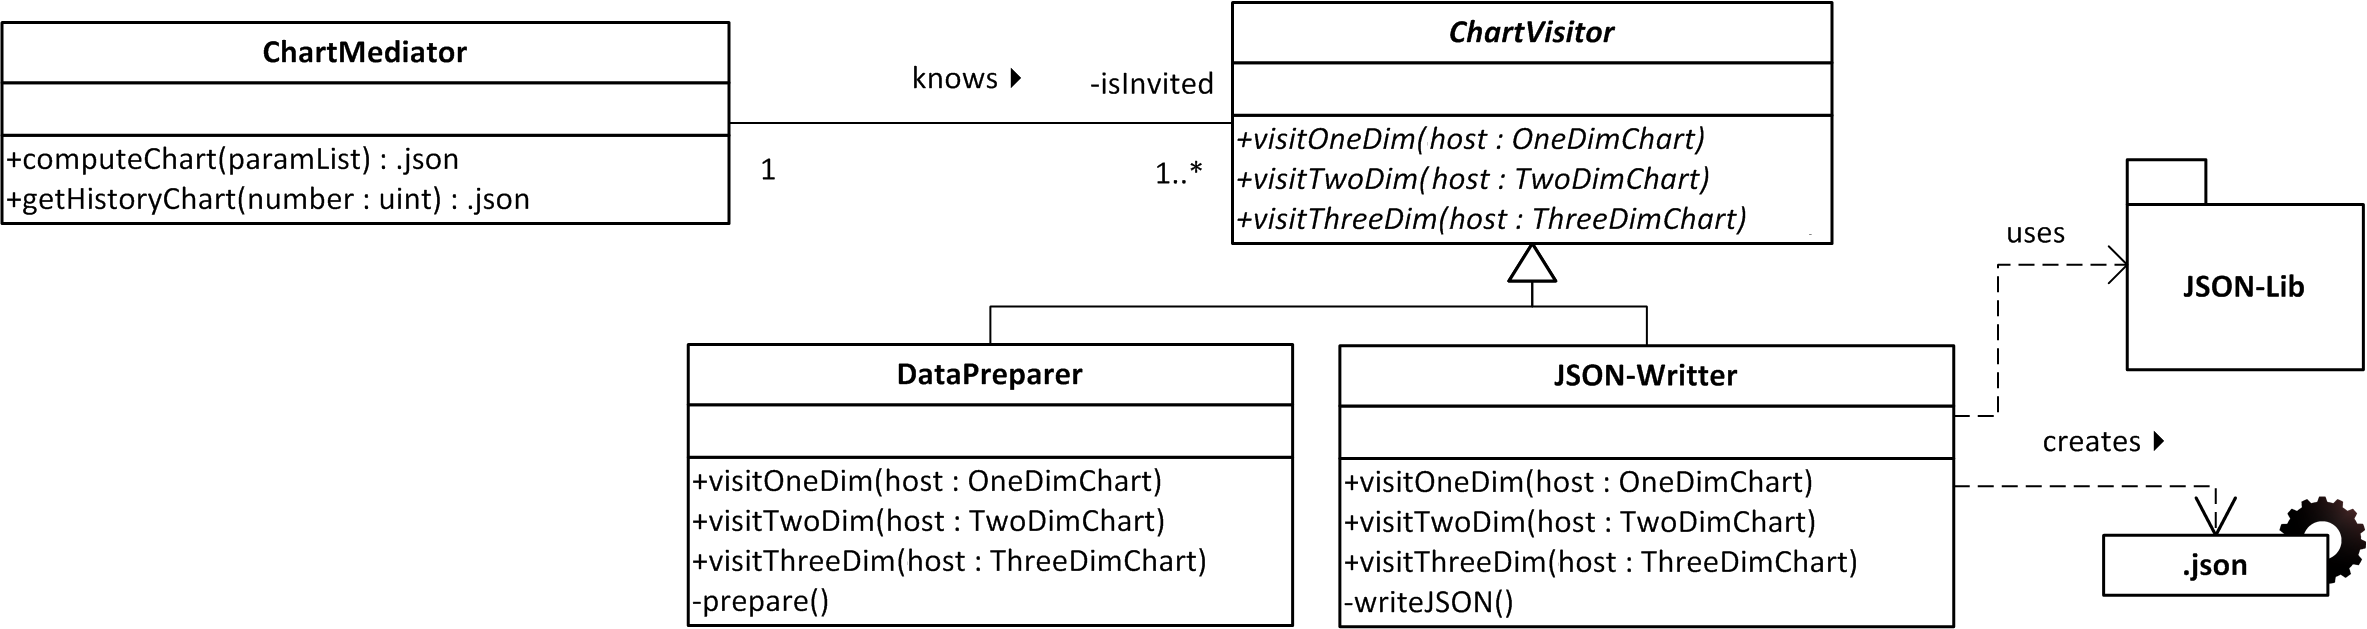 ChartMediator
+computeChart(paramList) : .json
+getHistoryChart(number : uint) : .json
knows
-isInvited
1
1..*
ChartVisitor
+visitOneDim(host : OneDimChart)
+visitTwoDim(host : TwoDimChart)
+visitThreeDim(host : ThreeDimChart)
uses
JSON-Lib
DataPreparer
+visitOneDim(host : OneDimChart)
+visitTwoDim(host : TwoDimChart)
+visitThreeDim(host : ThreeDimChart)
-prepare()
JSON-Writter
+visitOneDim(host : OneDimChart)
+visitTwoDim(host : TwoDimChart)
+visitThreeDim(host : ThreeDimChart)
-writeJSON()
creates
.json